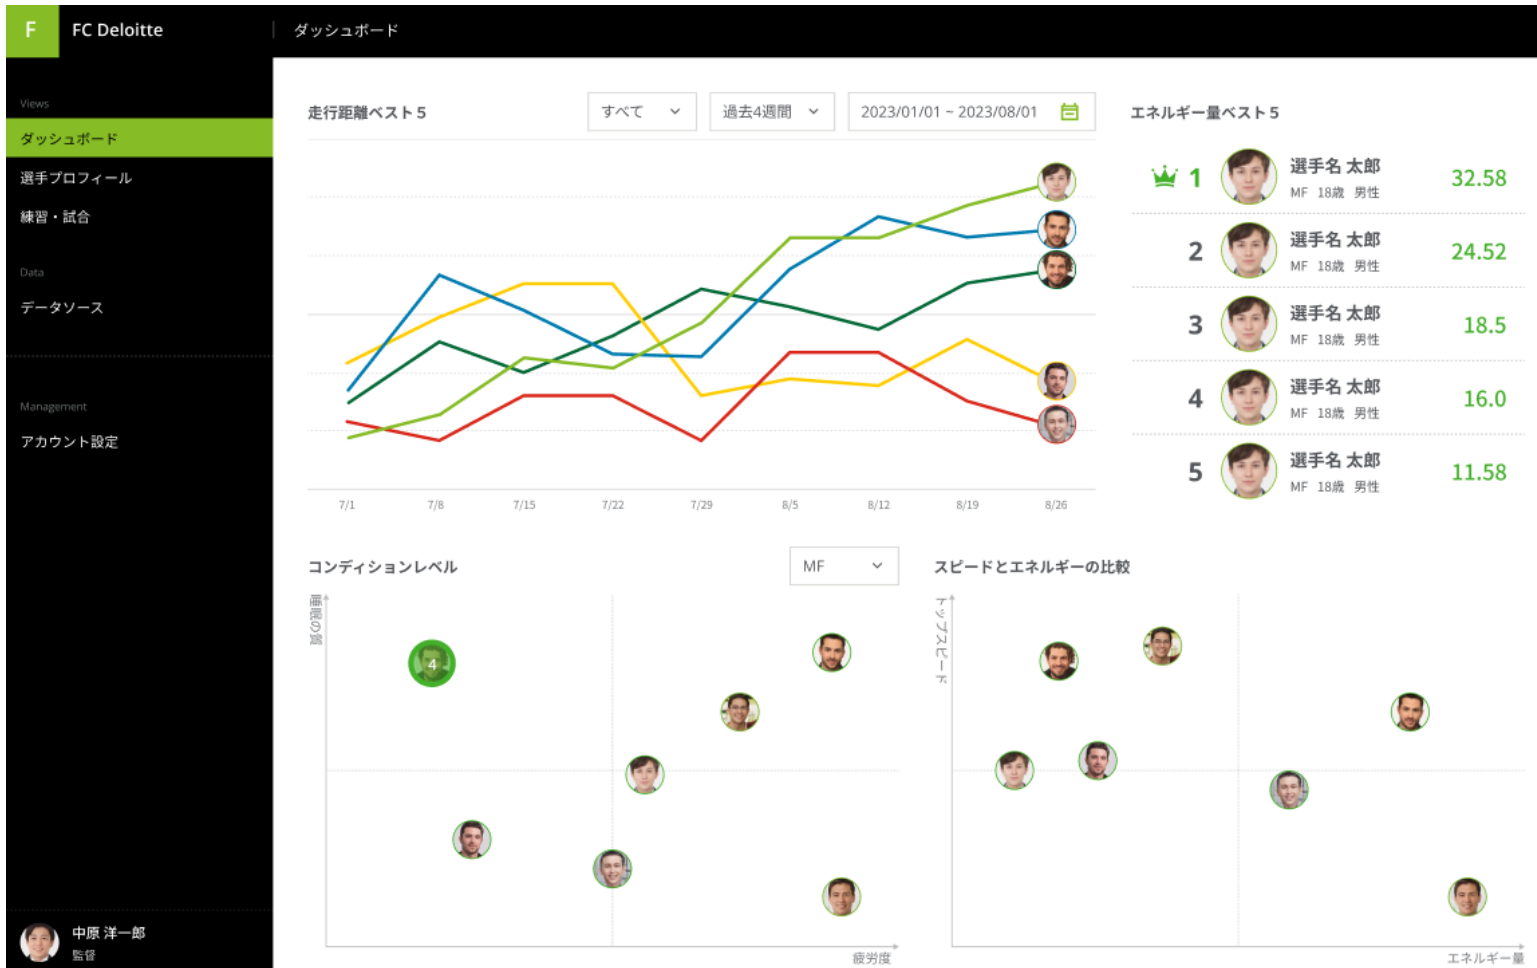 F
FC Deloitte
ダッシュボード
Views
ダッシュボード
選手プロフィール
練習・試合
Data
データソース
Management
アカウント設定
中原 洋一郎
監督
走行距離ベスト 5
すべて
過去4週間
2023/01/01 ~ 2023/08/01
7/1 7/8 7/15 7/22 7/29 8/5 8/12 8/19 8/26
エネルギー量ベスト 5
1 選手名 太郎 32.58
MF 18歳 男性
2 選手名 太郎 24.52
MF 18歳 男性
3 選手名 太郎 18.5
MF 18歳 男性
4 選手名 太郎 16.0
MF 18歳 男性
5 選手名 太郎 11.58
MF 18歳 男性
コンディションレベル
MF
睡眠の質
4
疲労度
スピードとエネルギーの比較
トップスピード
エネルギー量